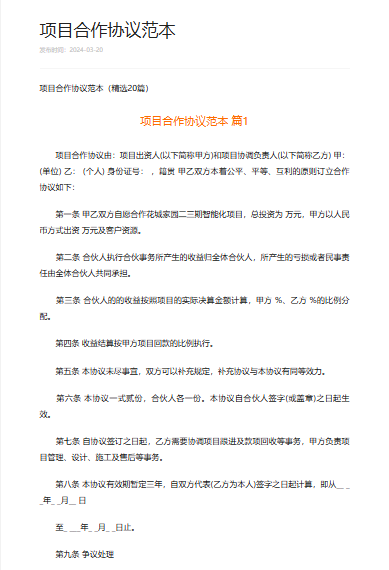 项目合作协议范本
发布时间：2024-03-20
项目合作协议范本（精选20篇）
项目合作协议范本 篇1
项目合作协议由：项目出资人(以下简称甲方)和项目协调负责人(以下简称乙方) 甲：
(单位) 乙： (个人) 身份证号： ，籍贯 甲乙双方本着公平、平等、互利的原则订立合作
协议如下：
第一条 甲乙双方自愿合作花城家园二三期智能化项目，总投资为 万元，甲方以人民
币方式出资 万元及客户资源。
第二条 合伙人执行合伙事务所产生的收益归全体合伙人，所产生的亏损或者民事责
任由全体合伙人共同承担。
第三条 合伙人的的收益按照项目的实际决算金额计算，甲方 %、乙方 %的比例分
配。
第四条 收益结算按甲方项目回款的比例执行。
第五条 本协议未尽事宜，双方可以补充规定，补充协议与本协议有同等效力。
第六条 本协议一式贰份，合伙人各一份。本协议自合伙人签字(或盖章)之日起生
效。
第七条 自协议签订之日起，乙方需要协调项目跟进及款项回收等事务，甲方负责项
目管理、设计、施工及售后等事务。
第八条 本协议有效期暂定三年，自双方代表(乙方为本人)签字之日起计算，即从__ _
_年_ _月__ 日
至_ ___年_ _月_ _日止。
第九条 争议处理